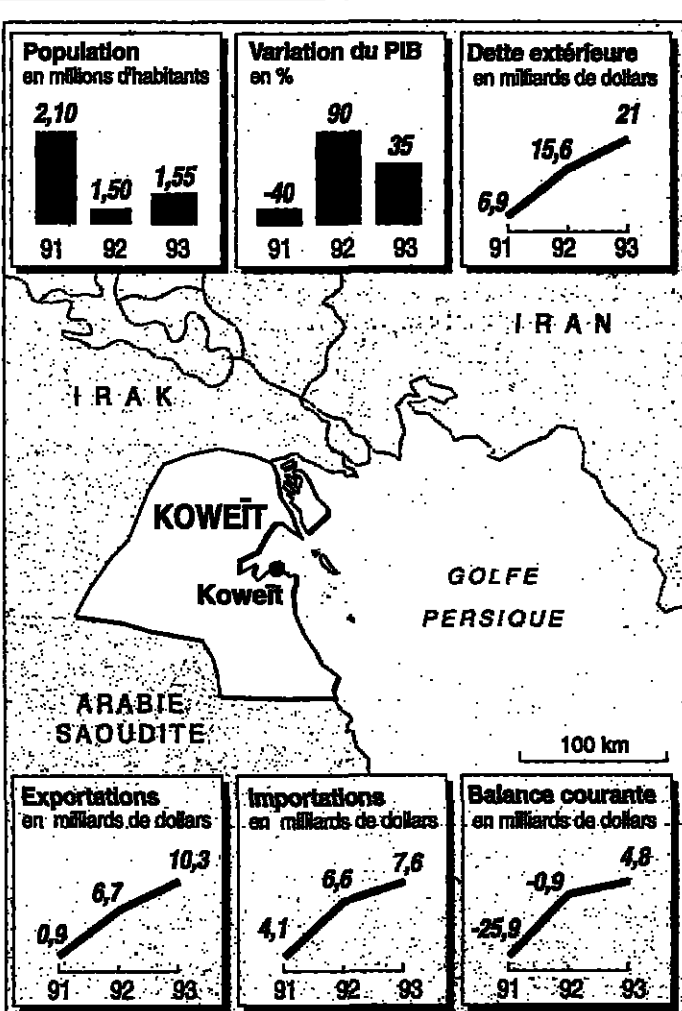 Population
en millions d'habitants
2,10
1,50
1,55
91 92 93
Variation du PIB
en %
-40
90
35
91 92 93
Dette extérieure
en milliards de dollars
6,9
15,6
21
91 92 93
IRAN
IRAK
KOWEÏT
Koweït
GOLFE
PERSIQUE
ARABIE
SAOUDITE
100 km
Exportations
en milliards de dollars
0,9
6,7
10,3
91 92 93
Importations
en milliards de dollars
4,1
6,6
7,6
91 92 93
Balance courante
en milliards de dollars
-25,9
-0,9
4,8
91 92 93